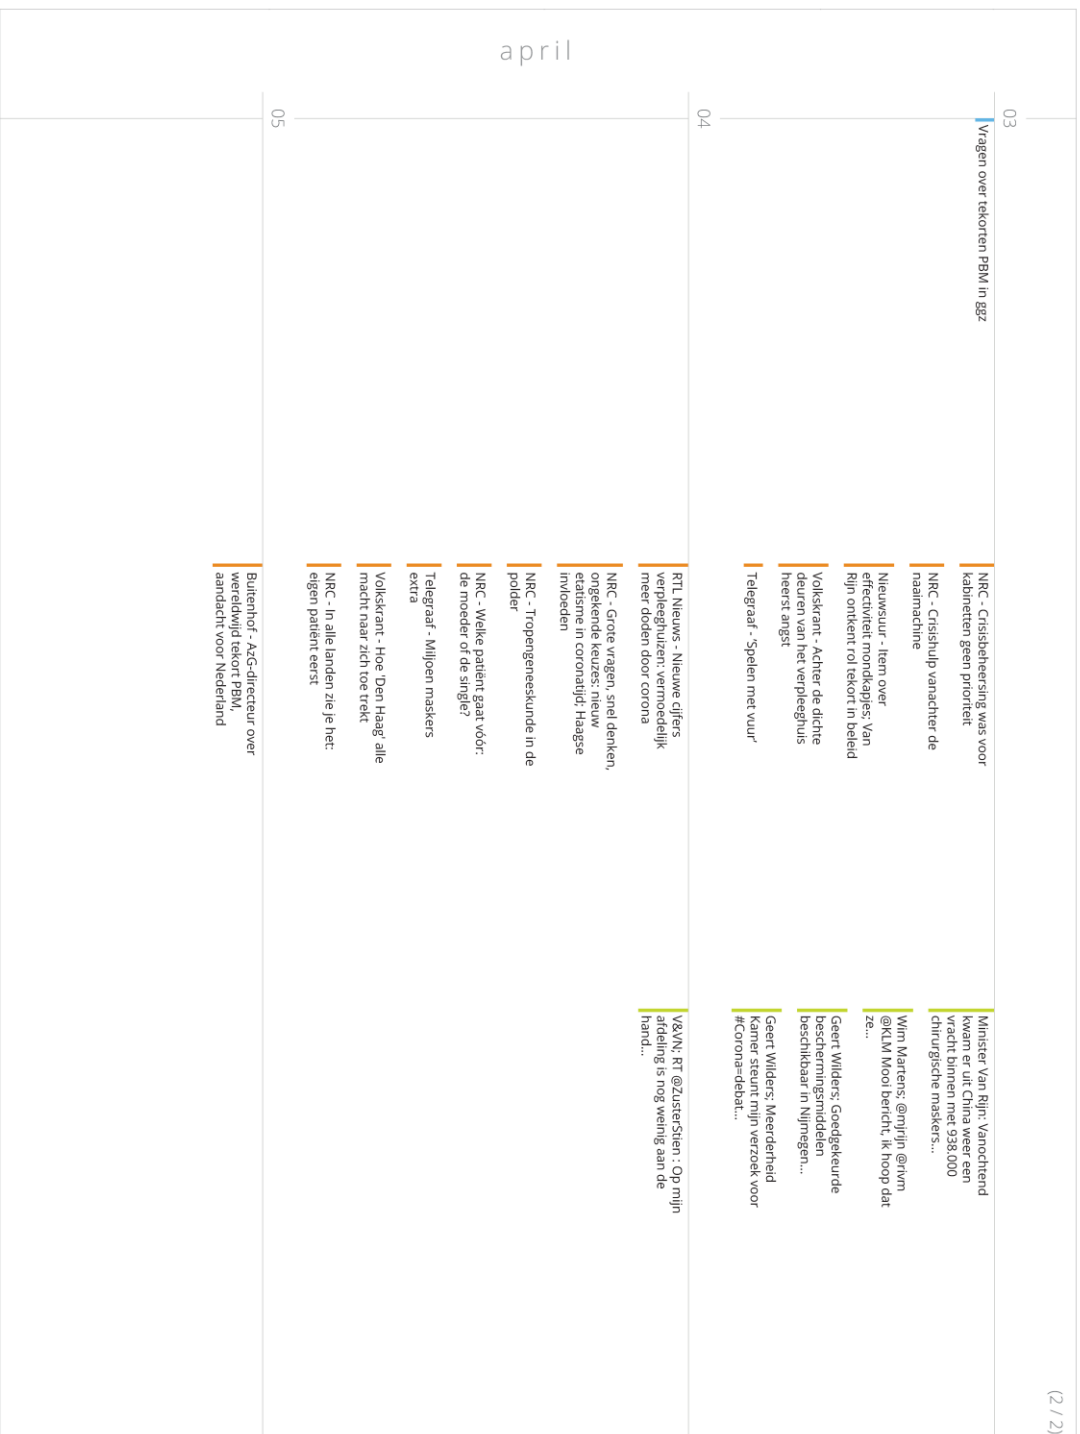 april
(2 / 2)
03
Vragen over tekorten PBM in ggz
NRC - Crisisbeheersing was voor
kabinetten geen prioriteit
NRC - Crisishulp vanachter de
naaimachine
Nieuwsuur - Item over
effectiviteit mondkapjes; Van
Rijn ontkent rol tekort in beleid
Volkskrant - Achter de dichte
deuren van het verpleeghuis
heerst angst
Telegraaf - 'Spelen met vuur'
Minister Van Rijn: Vanochtend
kwam er uit China weer een
vracht binnen met 938.000
chirurgische maskers...
Wim Martens; @mjrijn @rivm
@KLM Mooi bericht, ik hoop dat
ze...
Geert Wilders; Goedgekeurde
beschermingsmiddelen
beschikbaar in Nijmegen...
Geert Wilders; Meerderheid
Kamer steunt mijn verzoek voor
#Corona=debat...
04
RTL Nieuws - Nieuwe cijfers
verpleeghuizen: vermoedelijk
meer doden door corona
NRC - Grote vragen, snel denken,
ongekende keuzes: nieuw
etatisme in coronatijd; Haagse
invloeden
NRC - Tropengeneeskunde in de
polder
NRC - Welke patiënt gaat vóór:
de moeder of de single?
Telegraaf - Miljoen maskers
extra
Volkskrant - Hoe 'Den Haag' alle
macht naar zich toe trekt
NRC - In alle landen zie je het:
eigen patiënt eerst
V&VN; RT @ZusterStien : Op mijn
afdeling is nog weinig aan de
hand...
05
Buitenhof - AzG-directeur over
wereldwijd tekort PBM,
aandacht voor Nederland